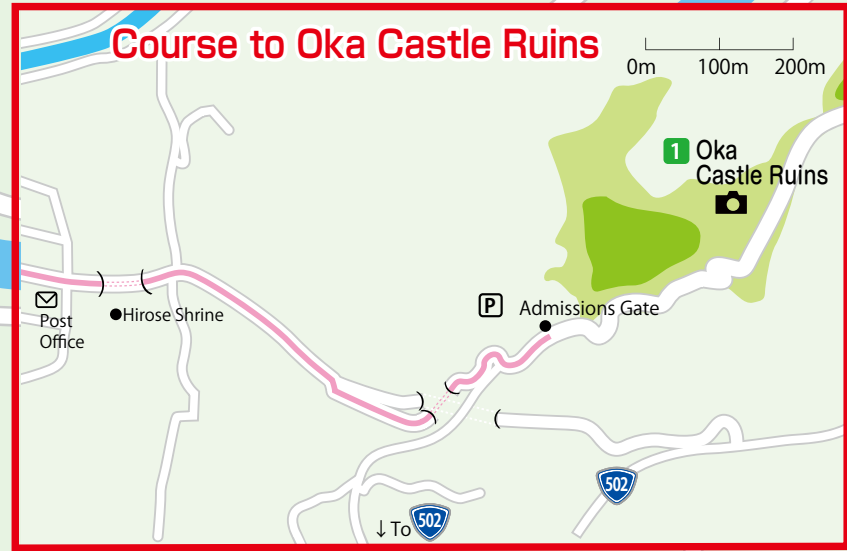 Course to Oka Castle Ruins
0m 100m 200m
1 Oka
Castle Ruins
P Admissions Gate
Post
Office
Hirose Shrine
502
↓To 502